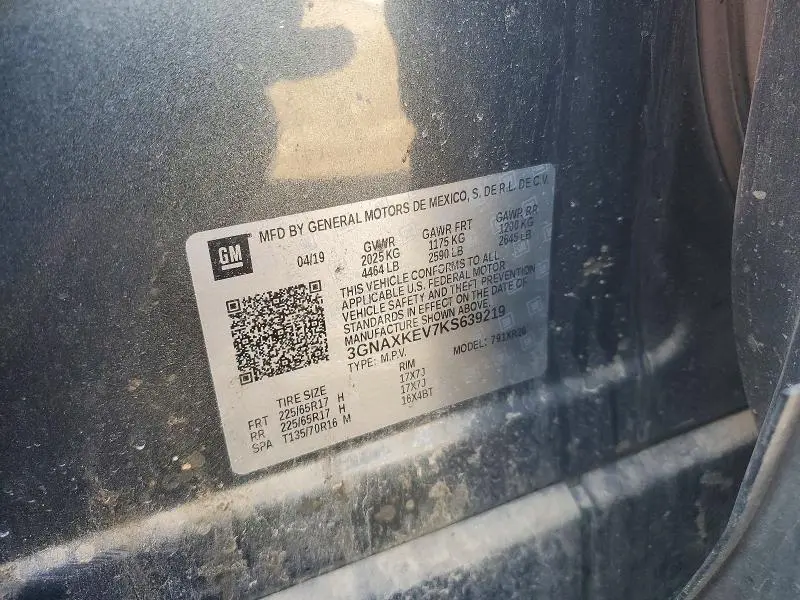 MFD BY GENERAL MOTORS DE MEXICO, S. DE R.L. DE C.V.
GM
04/19
GVWR GAWR FRT GAWR RR
2025 KG 1175 KG 1200 KG
4464 LB 2590 LB 2645 LB
THIS VEHICLE CONFORMS TO ALL
APPLICABLE U.S. FEDERAL MOTOR
VEHICLE SAFETY AND THEFT PREVENTION
STANDARDS IN EFFECT ON THE DATE OF
MANUFACTURE SHOWN ABOVE.
3GNAXKEV7KS639219
TYPE: M.P.V. MODEL: 791XR26
TIRE SIZE RIM
FRT 225/65R17 H 17X7J
RR 225/65R17 H 17X7J
SPA T135/70R16 M 16X4BT